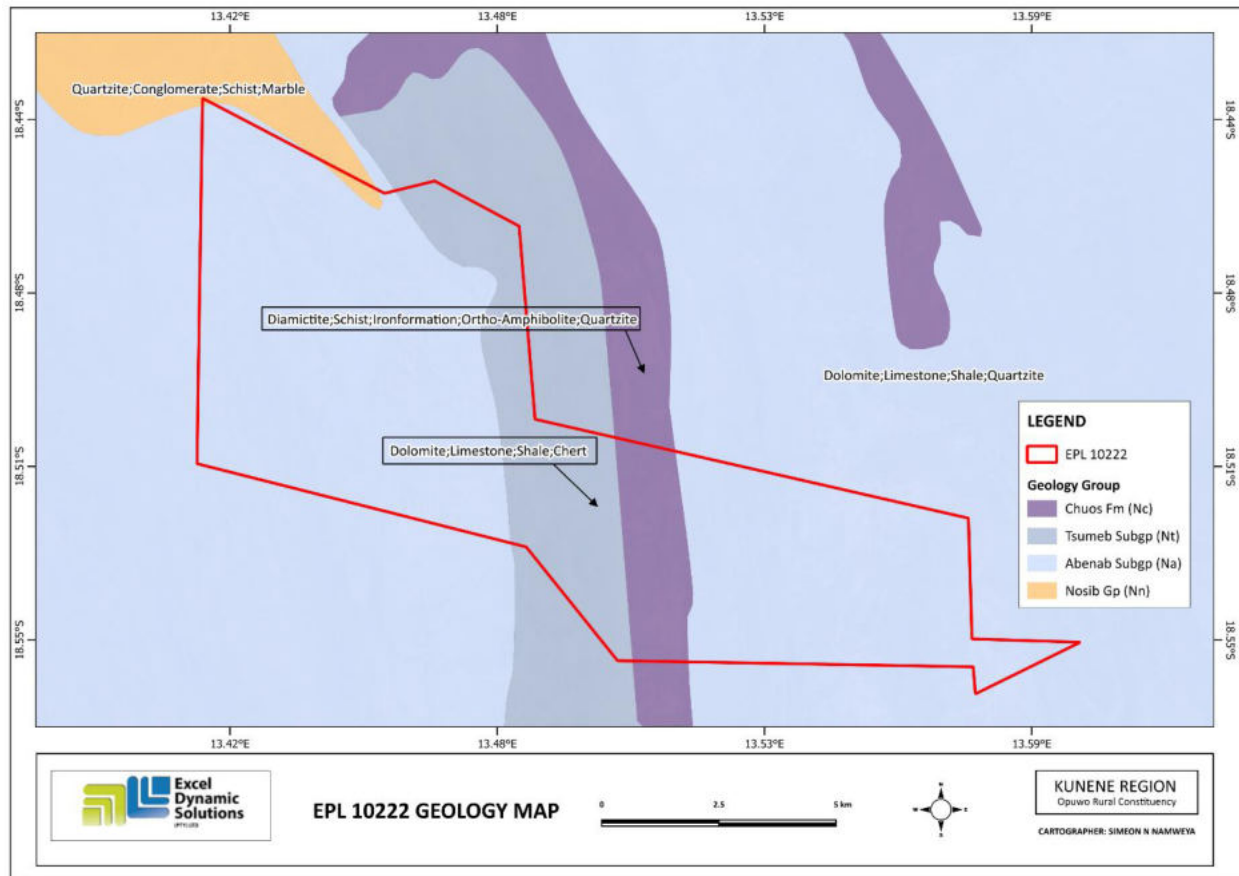 13.42°E
13.48°E
13.53°E
13.59°E
18.44°S
18.44°S
Quartzite;Conglomerate;Schist;Marble
18.48°S
18.48°S
Diamictite;Schist;Ironformation;Ortho-Amphibolite;Quartzite
Dolomite;Limestone;Shale;Quartzite
Dolomite;Limestone;Shale;Chert
18.51°S
18.51°S
LEGEND
EPL 10222
Geology Group
Chuos Fm (Nc)
Tsumeb Subgp (Nt)
Abenab Subgp (Na)
Nosib Gp (Nn)
18.55°S
18.55°S
13.42°E
13.48°E
13.53°E
13.59°E
Excel
Dynamic
Solutions
(PTY) LTD
EPL 10222 GEOLOGY MAP
0
2.5
5 km
N
W
E
S
KUNENE REGION
Opuwo Rural Constituency
CARTOGRAPHER: SIMEON N NAMWEYA